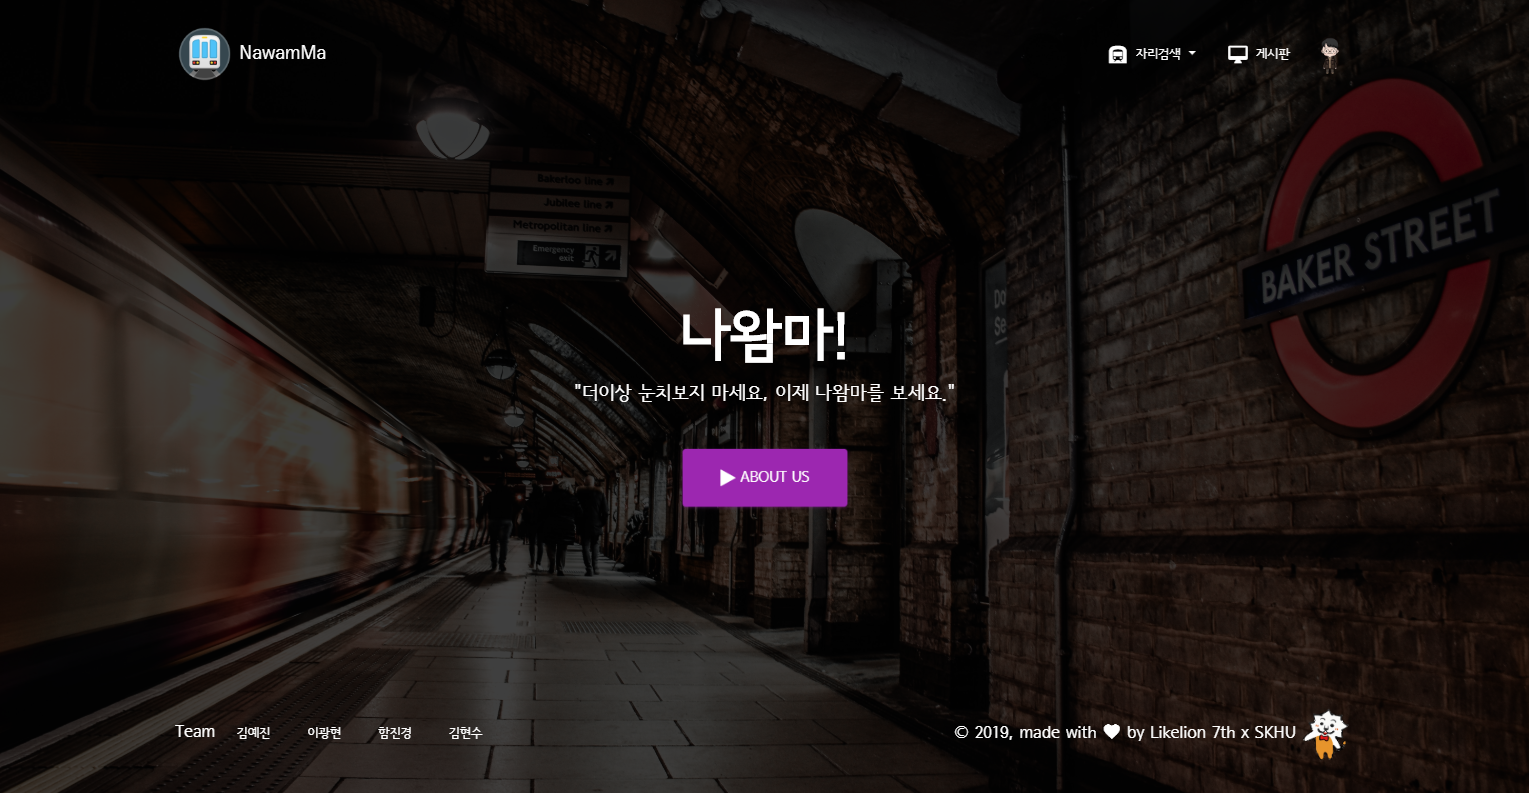 NawamMa
자리검색
게시판
Bakerloo line
Jubilee line
Metropolitan line
Emergency
exit
BAKER STREET
나왐마!
"더이상 눈치보지 마세요, 이제 나왐마를 보세요."
ABOUT US
Team 김예진 이광현 함진경 김현수
© 2019, made with ♥ by Likelion 7th x SKHU